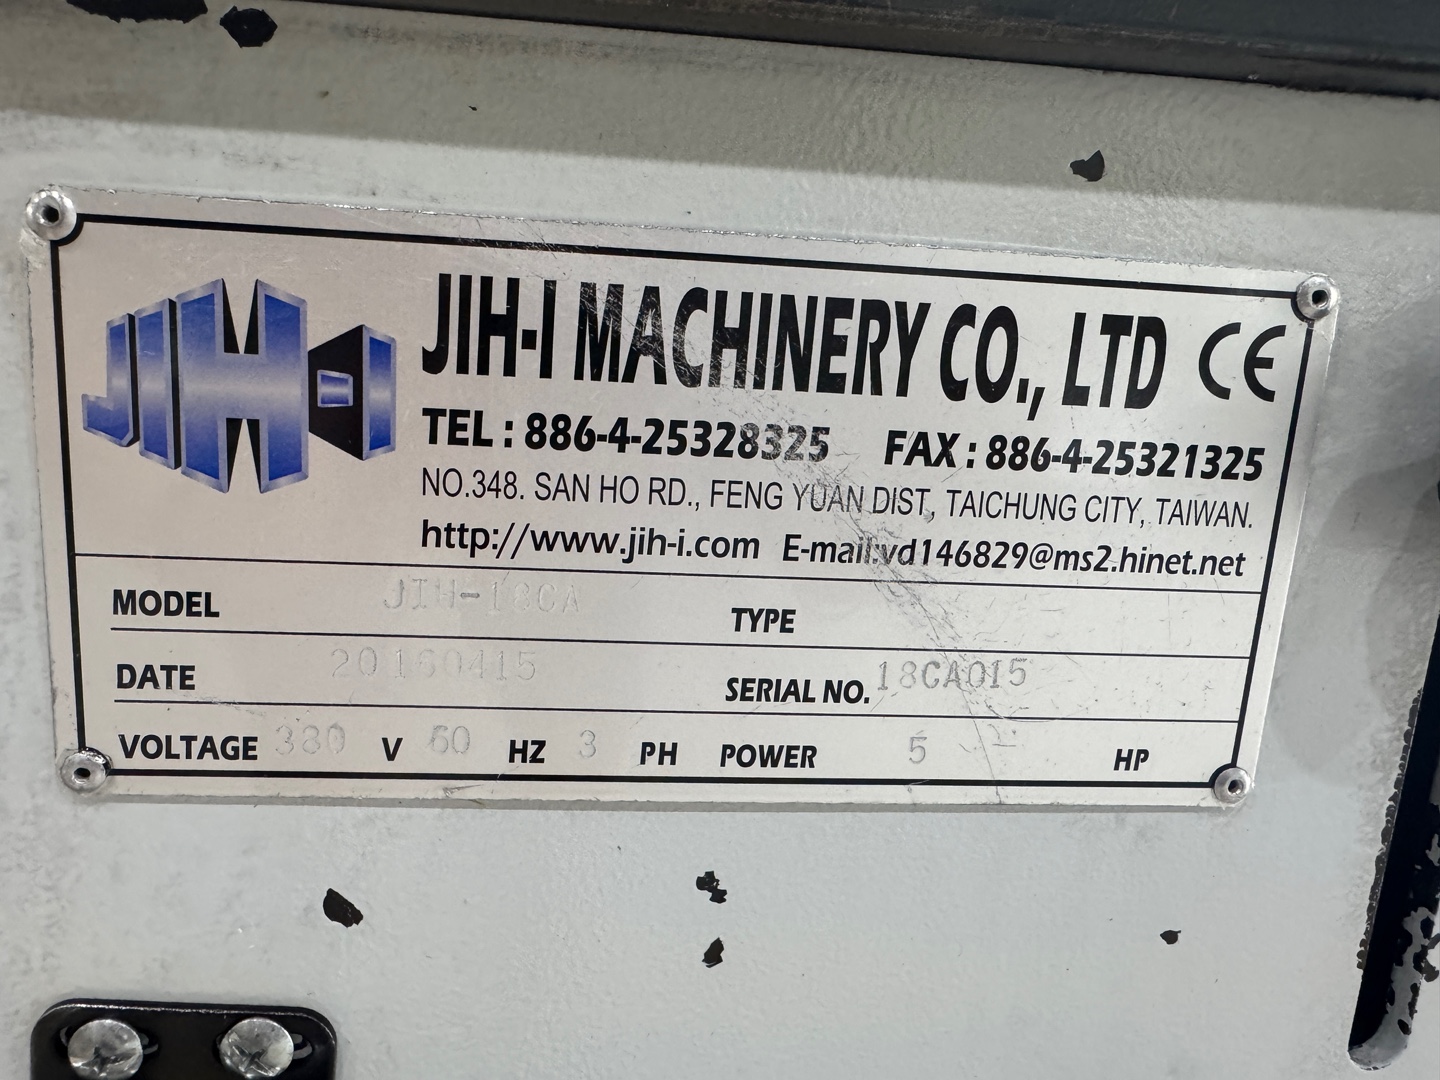 JIH-I
JIH-I MACHINERY CO., LTD CE
TEL : 886-4-25328325 FAX : 886-4-25321325
NO.348. SAN HO RD., FENG YUAN DIST, TAICHUNG CITY, TAIWAN.
http://www.jih-i.com E-mail:vd146829@ms2.hinet.net
MODEL JIH-18CA TYPE
DATE 20160415 SERIAL NO. 18CA015
VOLTAGE 380 V 60 HZ 3 PH POWER 5 HP